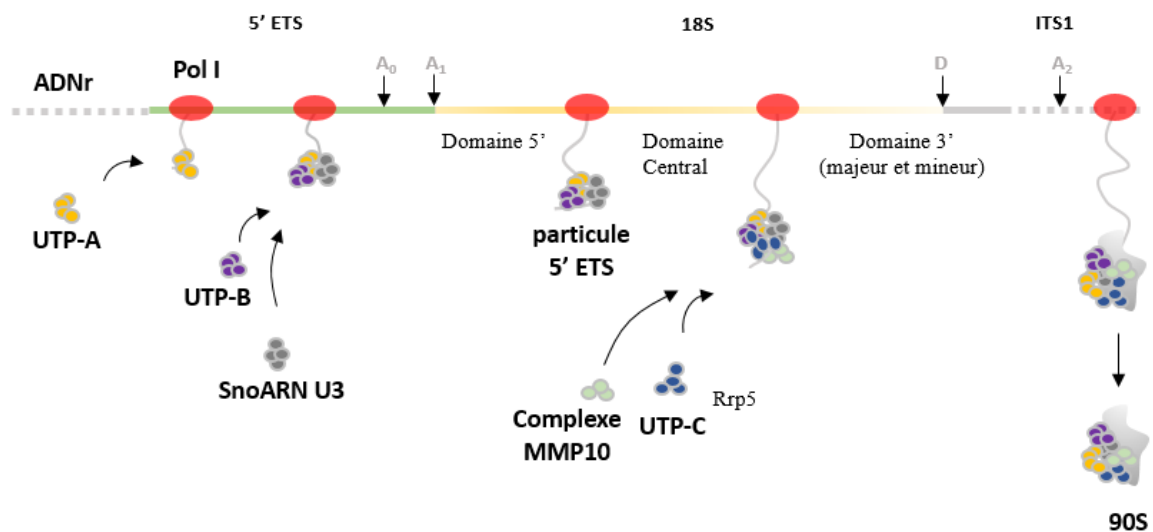 5’ ETS
18S
ITS1
ADNr
Pol I
A0
A1
D
A2
Domaine 5’
Domaine
Central
Domaine 3’
(majeur et mineur)
UTP-A
UTP-B
SnoARN U3
particule
5’ ETS
Complexe
MMP10
UTP-C
Rrp5
90S